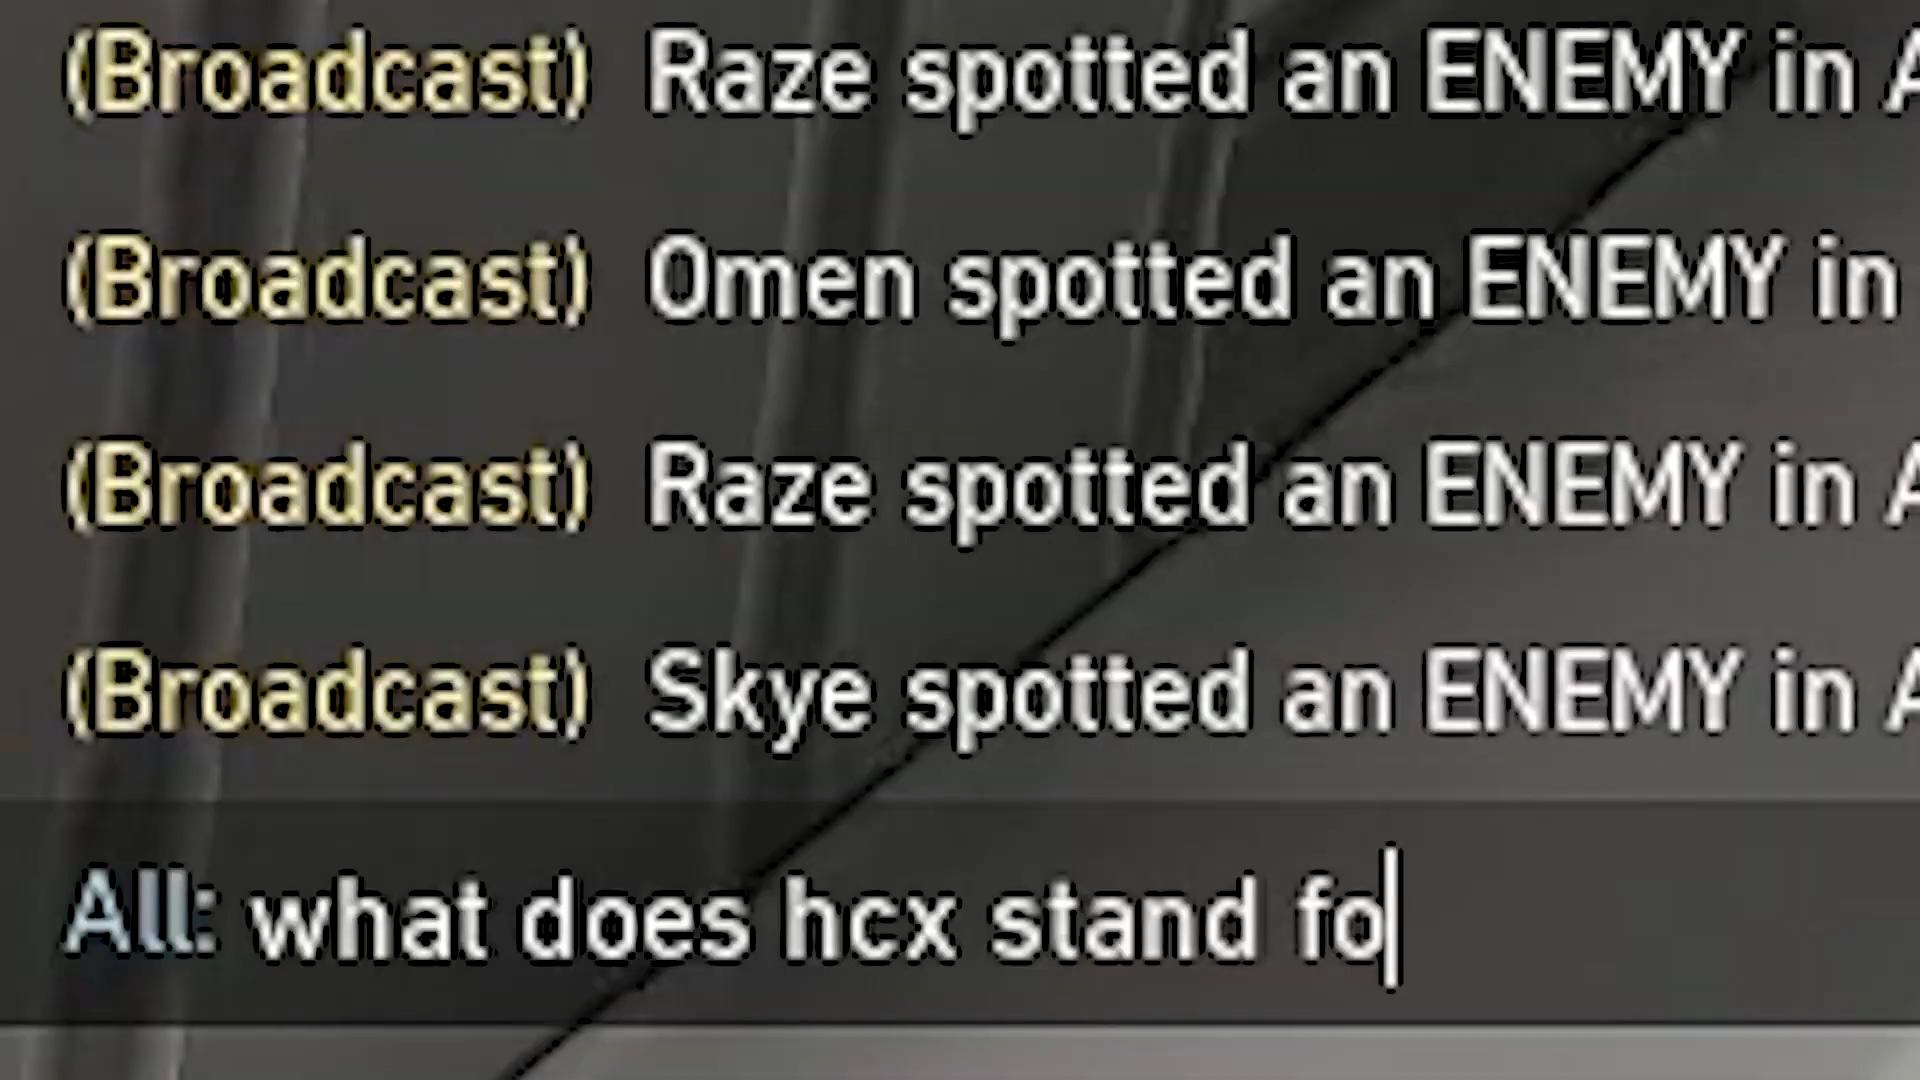 (Broadcast) Raze spotted an ENEMY in A
(Broadcast) Omen spotted an ENEMY in
(Broadcast) Raze spotted an ENEMY in A
(Broadcast) Skye spotted an ENEMY in A
All: what does hcx stand fo